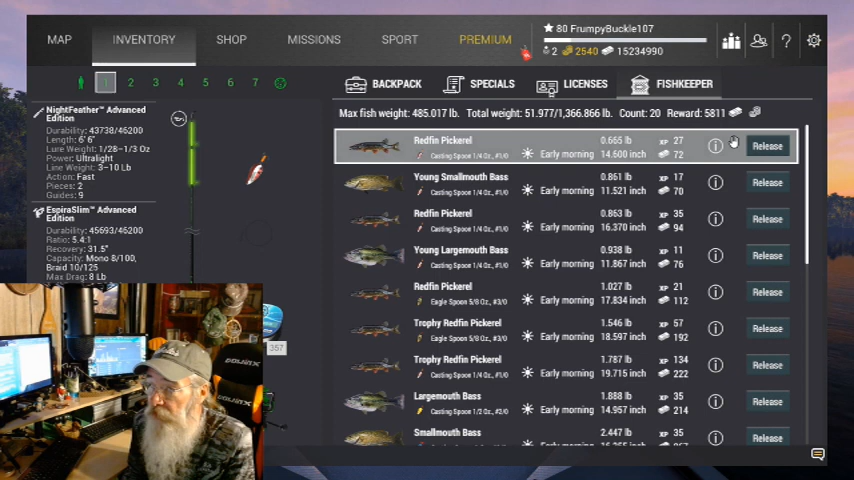 MAP
INVENTORY
SHOP
MISSIONS
SPORT
PREMIUM
80 FrumpyBuckle107
2 2540 15234990
?
1 2 3 4 5 6 7
BACKPACK
SPECIALS
LICENSES
FISHKEEPER
Max fish weight: 485.017 lb. Total weight: 51.977/1,366.866 lb. Count: 20 Reward: 5811
NightFeather™ Advanced
Edition
Durability: 43738/46200
Length: 6' 6"
Lure Weight: 1/28–1/3 Oz
Power: Ultralight
Line Weight: 3–10 Lb
Action: Fast
Pieces: 2
Guides: 9
EspiraSlim™ Advanced
Edition
Durability: 45693/46200
Ratio: 5.4:1
Recovery: 31.5"
Capacity: Mono 8/100,
Braid 10/125
Max Drag: 8 Lb
357
COUGAR
Redfin Pickerel 0.665 lb XP 27
Casting Spoon 1/4 Oz., #1/0 Early morning 14.600 inch 72
Release
Young Smallmouth Bass 0.861 lb XP 17
Casting Spoon 1/4 Oz., #1/0 Early morning 11.521 inch 70
Release
Redfin Pickerel 0.863 lb XP 35
Casting Spoon 1/4 Oz., #1/0 Early morning 16.370 inch 94
Release
Young Largemouth Bass 0.938 lb XP 11
Casting Spoon 1/4 Oz., #1/0 Early morning 11.867 inch 76
Release
Redfin Pickerel 1.027 lb XP 21
Eagle Spoon 5/8 Oz., #3/0 Early morning 17.834 inch 112
Release
Trophy Redfin Pickerel 1.546 lb XP 57
Eagle Spoon 5/8 Oz., #3/0 Early morning 18.597 inch 192
Release
Trophy Redfin Pickerel 1.787 lb XP 134
Casting Spoon 1/4 Oz., #1/0 Early morning 19.715 inch 222
Release
Largemouth Bass 1.888 lb XP 35
Casting Spoon 1/2 Oz., #2/0 Early morning 14.957 inch 214
Release
Smallmouth Bass 2.447 lb XP 35
Release